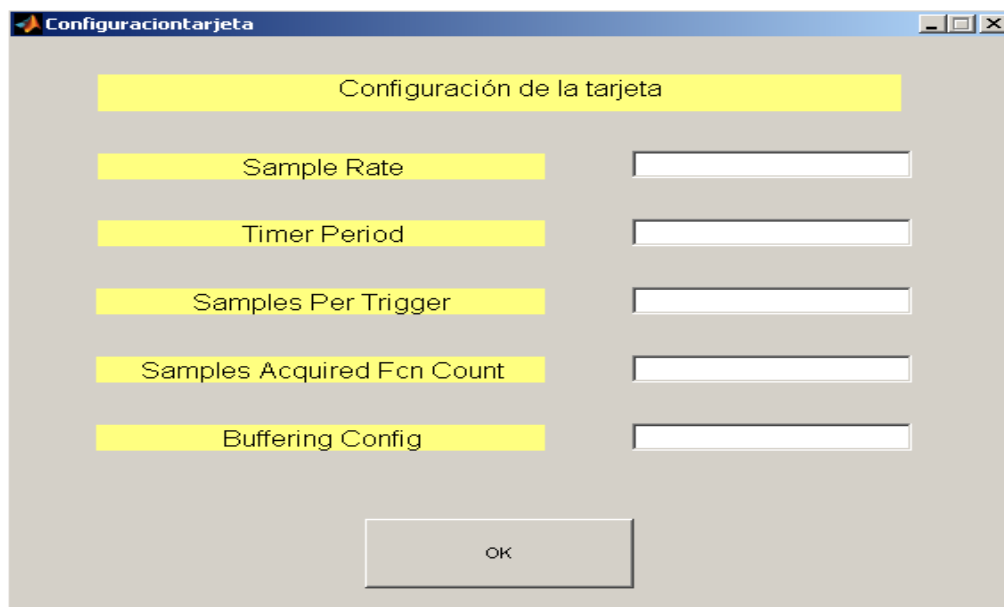 Configuraciontarjeta
Configuración de la tarjeta
Sample Rate
Timer Period
Samples Per Trigger
Samples Acquired Fcn Count
Buffering Config
OK